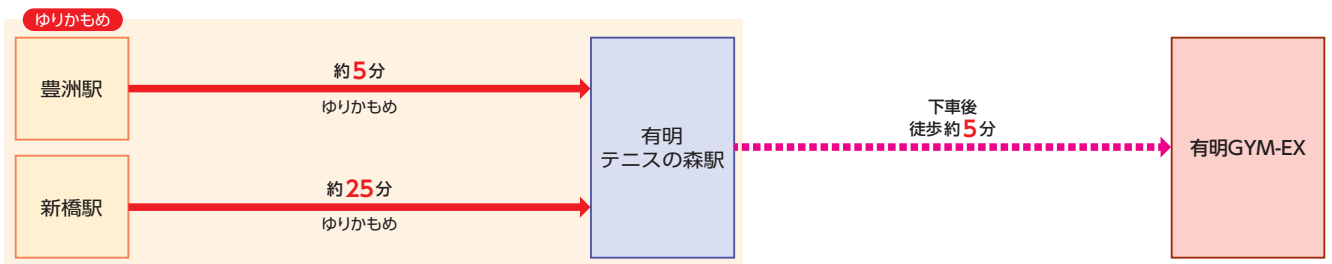 ゆりかもめ
豊洲駅
約5分
ゆりかもめ
新橋駅
約25分
ゆりかもめ
有明
テニスの森駅
下車後
徒歩約5分
有明GYM-EX